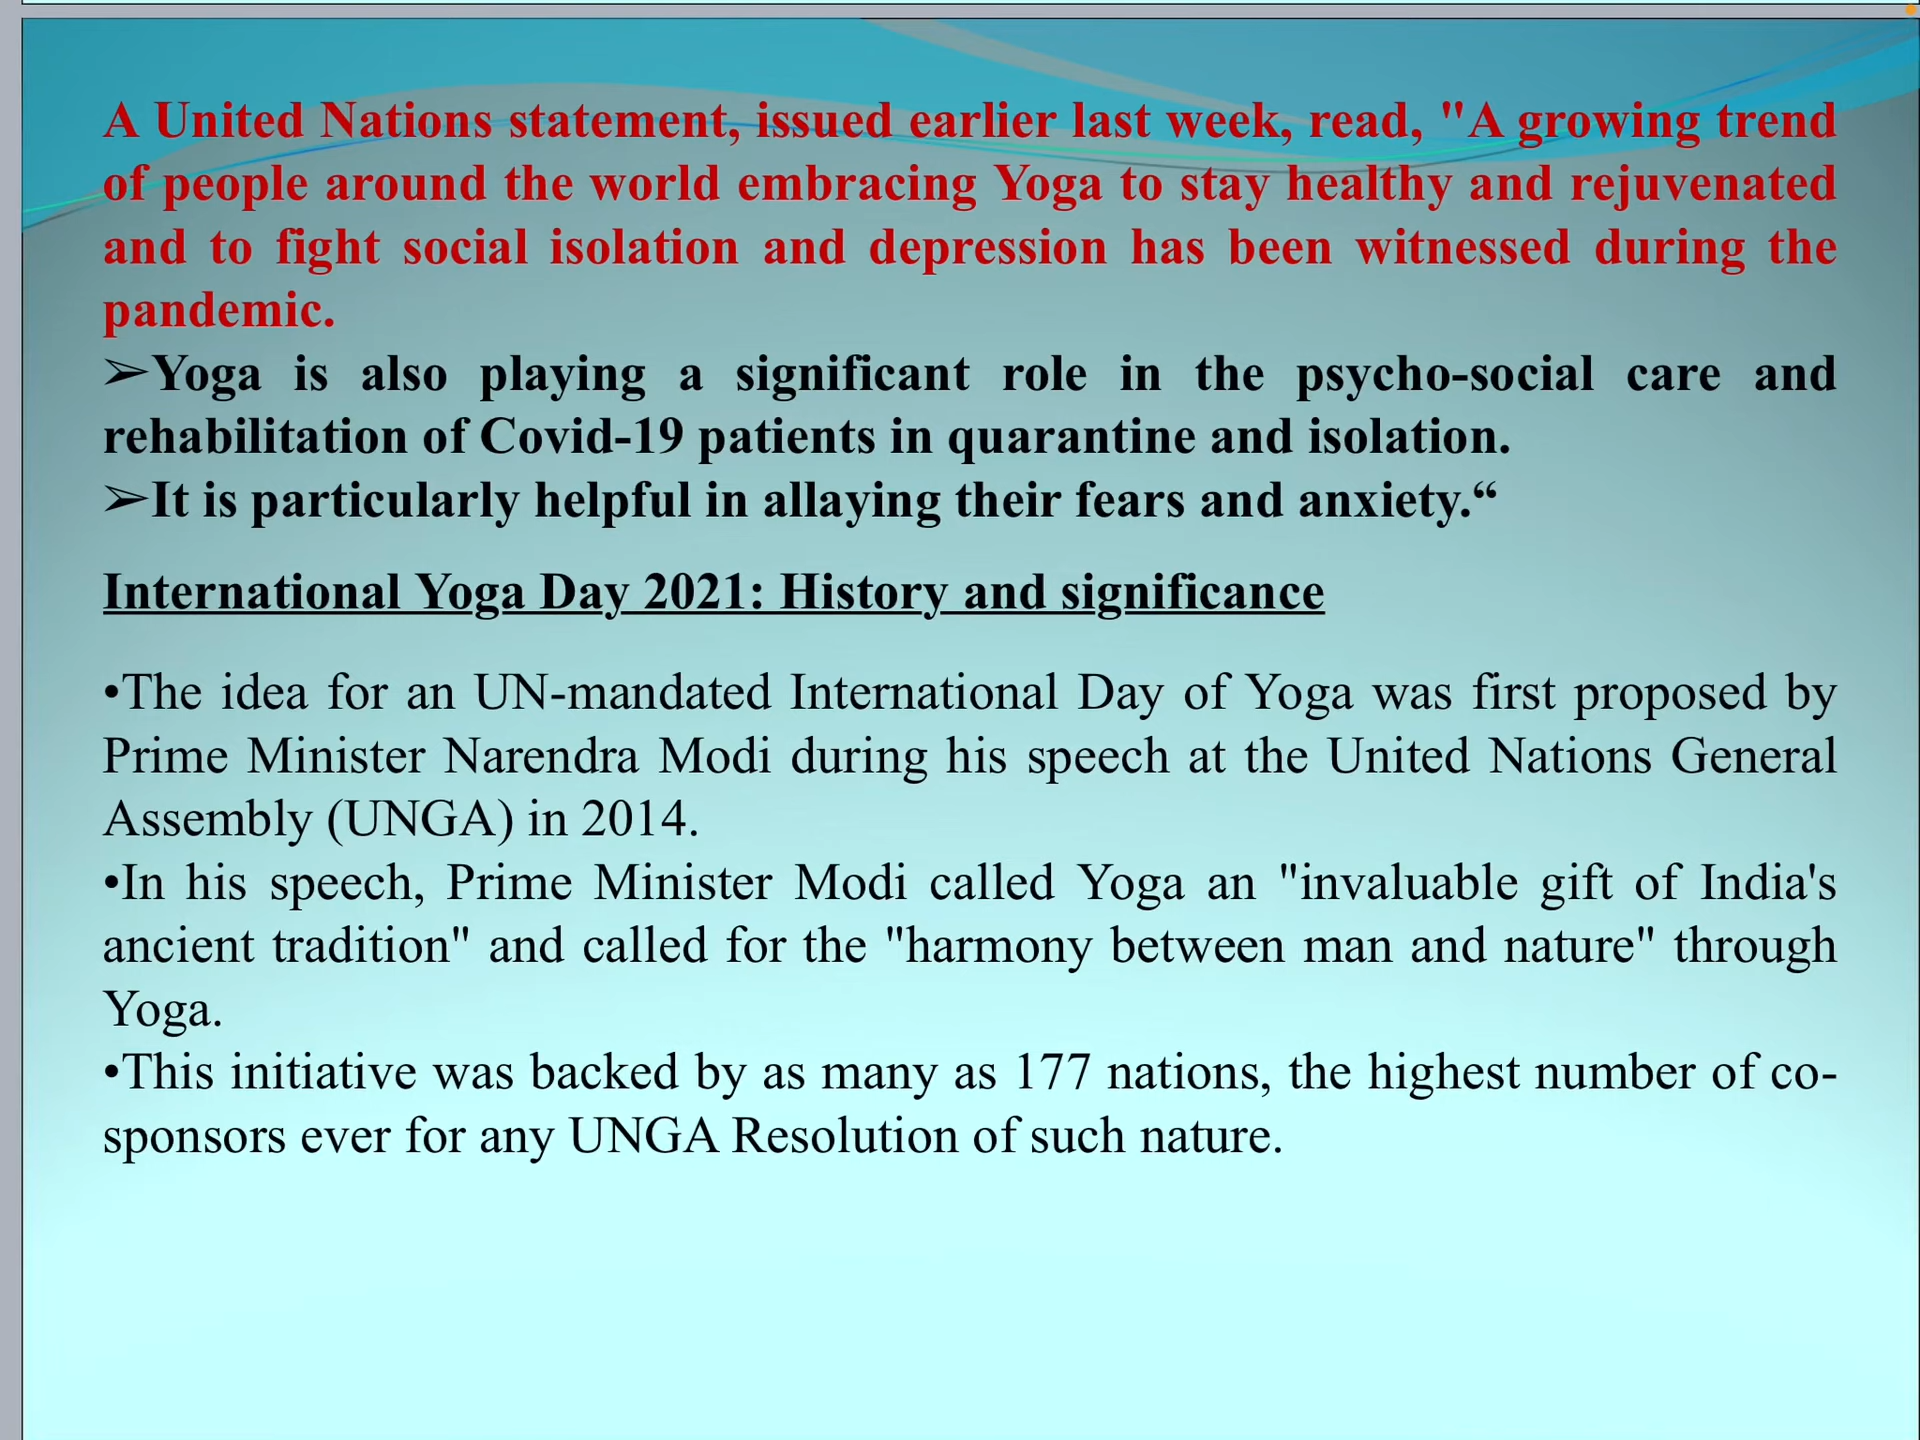 A United Nations statement, issued earlier last week, read, "A growing trend
of people around the world embracing Yoga to stay healthy and rejuvenated
and to fight social isolation and depression has been witnessed during the
pandemic.
➢Yoga is also playing a significant role in the psycho-social care and
rehabilitation of Covid-19 patients in quarantine and isolation.
➢It is particularly helpful in allaying their fears and anxiety.“
International Yoga Day 2021: History and significance
•The idea for an UN-mandated International Day of Yoga was first proposed by
Prime Minister Narendra Modi during his speech at the United Nations General
Assembly (UNGA) in 2014.
•In his speech, Prime Minister Modi called Yoga an "invaluable gift of India's
ancient tradition" and called for the "harmony between man and nature" through
Yoga.
•This initiative was backed by as many as 177 nations, the highest number of co-
sponsors ever for any UNGA Resolution of such nature.